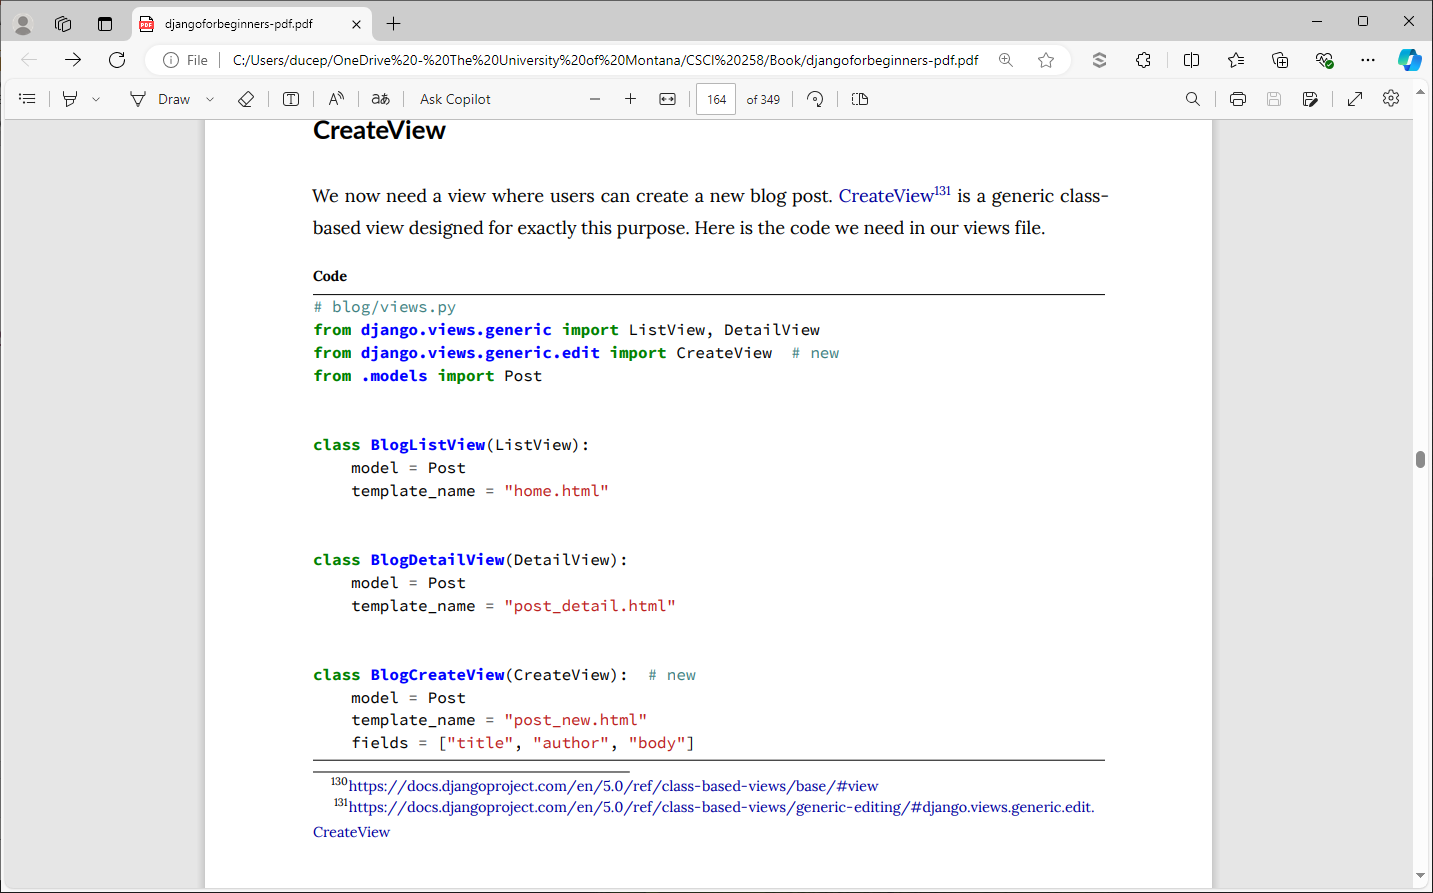 djangoforbeginners-pdf.pdf
File
C:/Users/ducep/OneDrive%20-%20The%20University%20of%20Montana/CSCI%20258/Book/djangoforbeginners-pdf.pdf
Draw
Ask Copilot
164 of 349
CreateView
We now need a view where users can create a new blog post. CreateView131 is a generic class-
based view designed for exactly this purpose. Here is the code we need in our views file.
Code
# blog/views.py
from django.views.generic import ListView, DetailView
from django.views.generic.edit import CreateView  # new
from .models import Post
class BlogListView(ListView):
    model = Post
    template_name = "home.html"
class BlogDetailView(DetailView):
    model = Post
    template_name = "post_detail.html"
class BlogCreateView(CreateView):  # new
    model = Post
    template_name = "post_new.html"
    fields = ["title", "author", "body"]
130https://docs.djangoproject.com/en/5.0/ref/class-based-views/base/#view
131https://docs.djangoproject.com/en/5.0/ref/class-based-views/generic-editing/#django.views.generic.edit.
CreateView